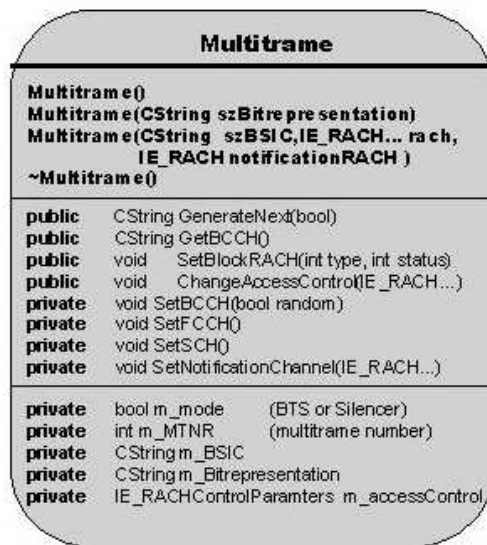 Multitrame
Multitrame()
Multitrame(CString szBitrepresentation)
Multitrame(CString szBSIC,IE_RACH... rach,
IE_RACH notificationRACH )
~Multitrame()
public CString GenerateNext(bool)
public CString GetBCCH()
public void SetBlockRACH(int type, int status)
public void ChangeAccessControl(IE_RACH...)
private void SetBCCH(bool random)
private void SetFCCH()
private void SetSCH()
private void SetNotificationChannel(IE_RACH...)
private bool m_mode (BTS or Silencer)
private int m_MTNR (multitrame number)
private CString m_BSIC
private CString m_Bitrepresentation
private IE_RACHControlParamters m_accessControl